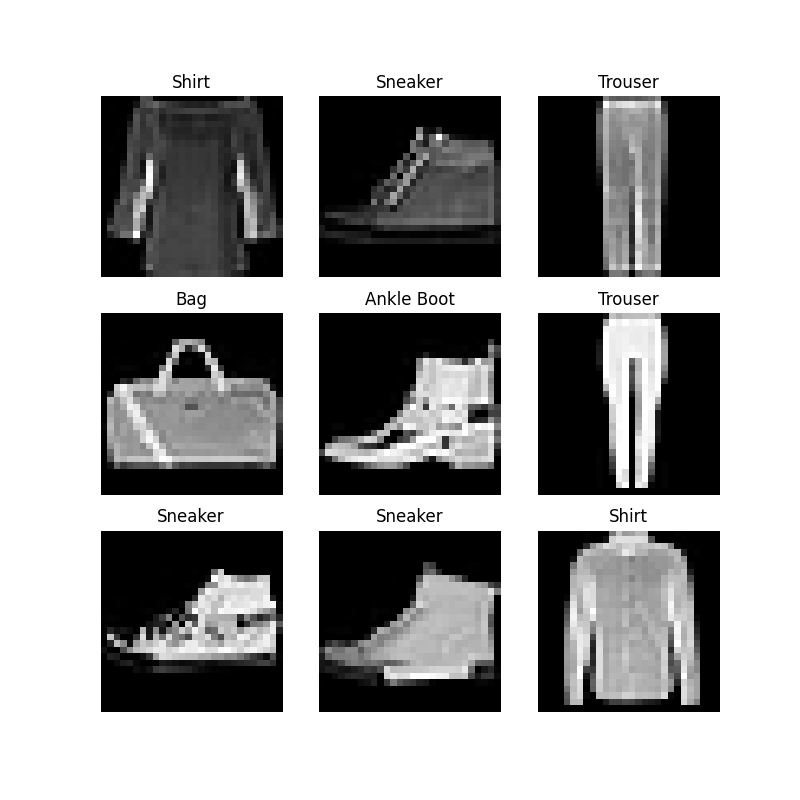 Shirt
Sneaker
Trouser
Bag
Ankle Boot
Trouser
Sneaker
Sneaker
Shirt